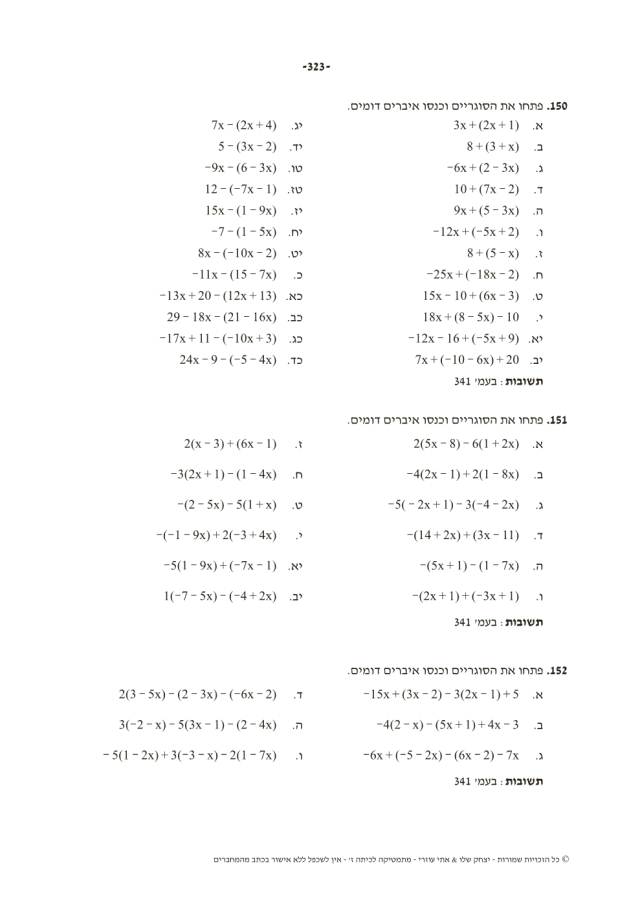 -323-
150. פתחו את הסוגריים וכנסו איברים דומים.
א. 3x + (2x + 1)
ב. 8 + (3 + x)
ג. −6x + (2 − 3x)
ד. 10 + (7x − 2)
ה. 9x + (5 − 3x)
ו. −12x + (−5x + 2)
ז. 8 + (5 − x)
ח. −25x + (−18x − 2)
ט. 15x − 10 + (6x − 3)
י. 18x + (8 − 5x) − 10
יא. −12x − 16 + (−5x + 9)
יב. 7x + (−10 − 6x) + 20
יג. 7x − (2x + 4)
יד. 5 − (3x − 2)
טו. −9x − (6 − 3x)
טז. 12 − (−7x − 1)
יז. 15x − (1 − 9x)
יח. −7 − (1 − 5x)
יט. 8x − (−10x − 2)
כ. −11x − (15 − 7x)
כא. −13x + 20 − (12x + 13)
כב. 29 − 18x − (21 − 16x)
כג. −17x + 11 − (−10x + 3)
כד. 24x − 9 − (−5 − 4x)
תשובות : בעמ׳ 341
151. פתחו את הסוגריים וכנסו איברים דומים.
א. 2(5x − 8) − 6(1 + 2x)
ב. −4(2x − 1) + 2(1 − 8x)
ג. −5( − 2x + 1) − 3(−4 − 2x)
ד. −(14 + 2x) + (3x − 11)
ה. −(5x + 1) − (1 − 7x)
ו. −(2x + 1) + (−3x + 1)
ז. 2(x − 3) + (6x − 1)
ח. −3(2x + 1) − (1 − 4x)
ט. −(2 − 5x) − 5(1 + x)
י. −(−1 − 9x) + 2(−3 + 4x)
יא. −5(1 − 9x) + (−7x − 1)
יב. 1(−7 − 5x) − (−4 + 2x)
תשובות : בעמ׳ 341
152. פתחו את הסוגריים וכנסו איברים דומים.
א. −15x + (3x − 2) − 3(2x − 1) + 5
ב. −4(2 − x) − (5x + 1) + 4x − 3
ג. −6x + (−5 − 2x) − (6x − 2) − 7x
ד. 2(3 − 5x) − (2 − 3x) − (−6x − 2)
ה. 3(−2 − x) − 5(3x − 1) − (2 − 4x)
ו. − 5(1 − 2x) + 3(−3 − x) − 2(1 − 7x)
תשובות : בעמ׳ 341
© כל הזכויות שמורות - יצחק שלו & אתי עוזרי - מתמטיקה לכיתה ז׳ - אין לשכפל ללא אישור בכתב מהמחברים